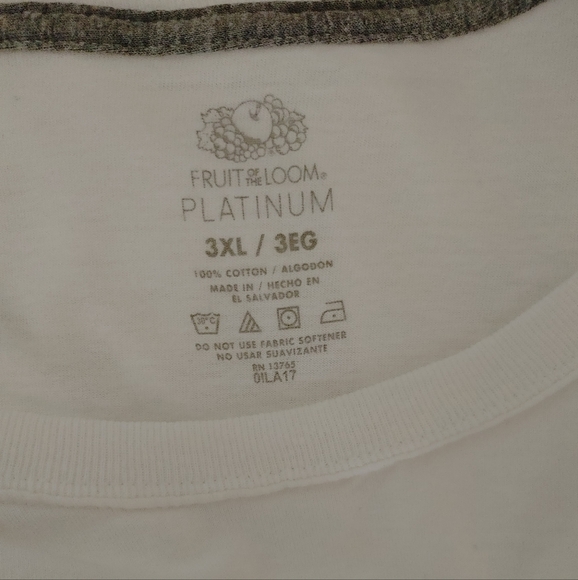 FRUIT OF THE LOOM®
PLATINUM
3XL / 3EG
100% COTTON / ALGODON
MADE IN / HECHO EN
EL SALVADOR
30°C
DO NOT USE FABRIC SOFTENER
NO USAR SUAVIZANTE
RN 13765
01LA17